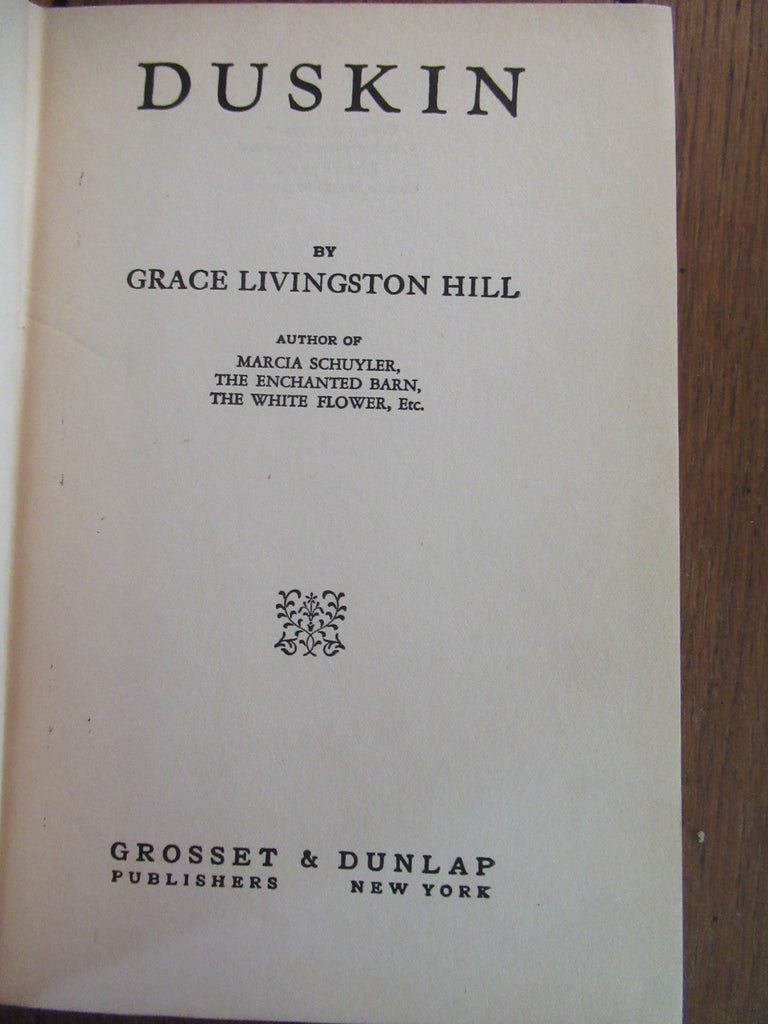 DUSKIN
BY
GRACE LIVINGSTON HILL
AUTHOR OF
MARCIA SCHUYLER,
THE ENCHANTED BARN,
THE WHITE FLOWER, Etc.
GROSSET & DUNLAP
PUBLISHERS NEW YORK